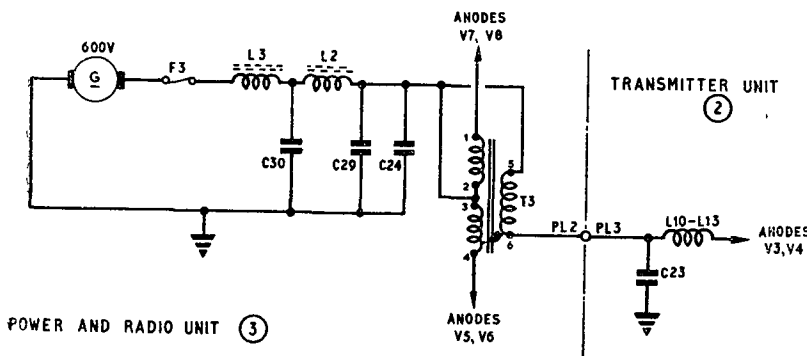 ANODES
V7, V8
600V
G
F3
L3
L2
TRANSMITTER UNIT
2
C30
C29
C24
1
2
3
4
5
6
T3
PL2
PL3
L10-L13
ANODES
V3,V4
C23
POWER AND RADIO UNIT 3
ANODES
V5, V6